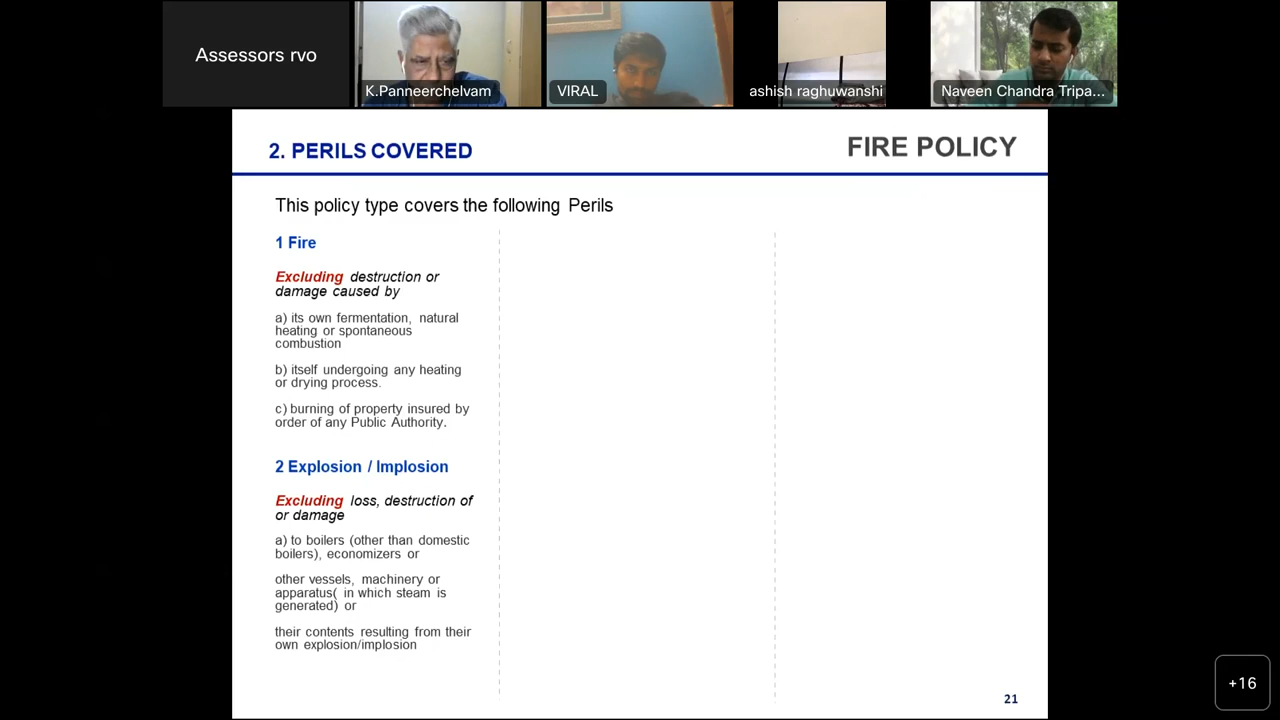 Assessors rvo
K.Panneerchelvam
VIRAL
ashish raghuwanshi
Naveen Chandra Tripa...
2. PERILS COVERED
FIRE POLICY
This policy type covers the following Perils
1 Fire
Excluding destruction or
damage caused by
a) its own fermentation, natural
heating or spontaneous
combustion
b) itself undergoing any heating
or drying process.
c) burning of property insured by
order of any Public Authority.
2 Explosion / Implosion
Excluding loss, destruction of
or damage
a) to boilers (other than domestic
boilers), economizers or
other vessels, machinery or
apparatus( in which steam is
generated) or
their contents resulting from their
own explosion/implosion
21
+16